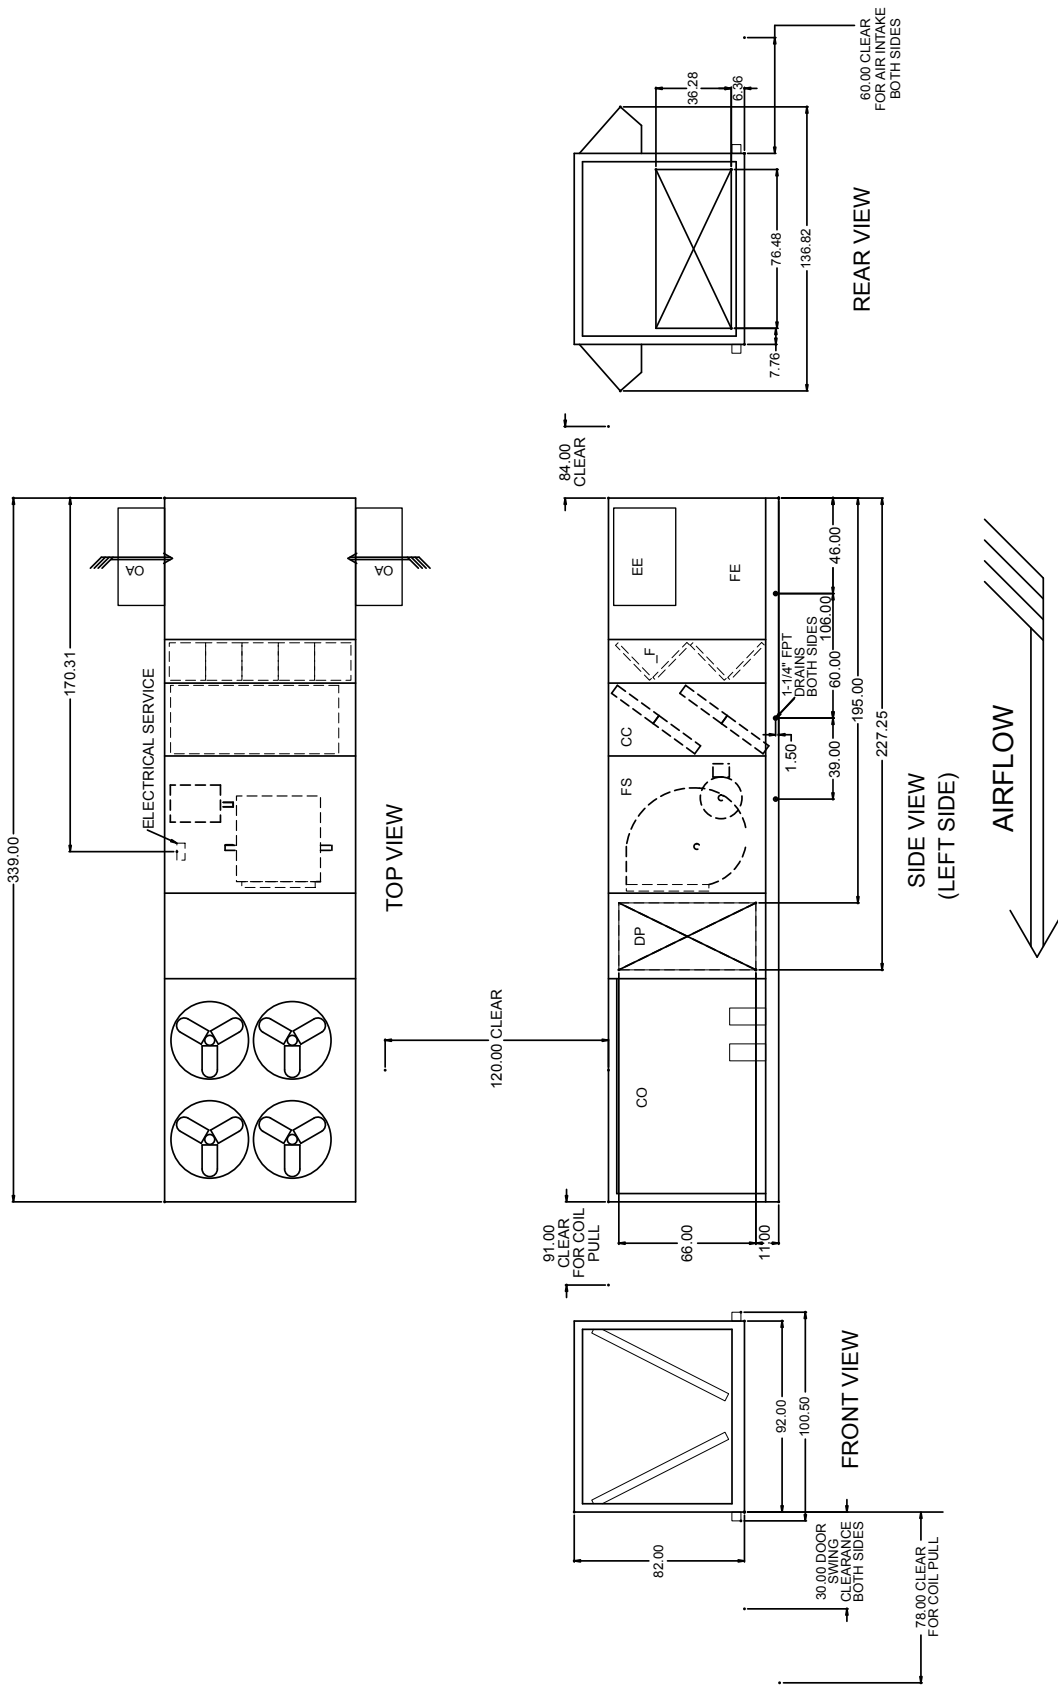 339.00
170.31
ELECTRICAL SERVICE
OA
OA
TOP VIEW
120.00 CLEAR
84.00
CLEAR
91.00
CLEAR
FOR COIL
PULL
CO
DP
FS
CC
_F_
EE
FE
66.00
11.00
1.50
1-1/4" FPT
DRAINS
BOTH SIDES
39.00
60.00
46.00
106.00
195.00
227.25
SIDE VIEW
(LEFT SIDE)
AIRFLOW
82.00
92.00
100.50
FRONT VIEW
30.00 DOOR
SWING
CLEARANCE
BOTH SIDES
78.00 CLEAR
FOR COIL PULL
36.28
6.36
7.76
76.48
136.82
REAR VIEW
60.00 CLEAR
FOR AIR INTAKE
BOTH SIDES